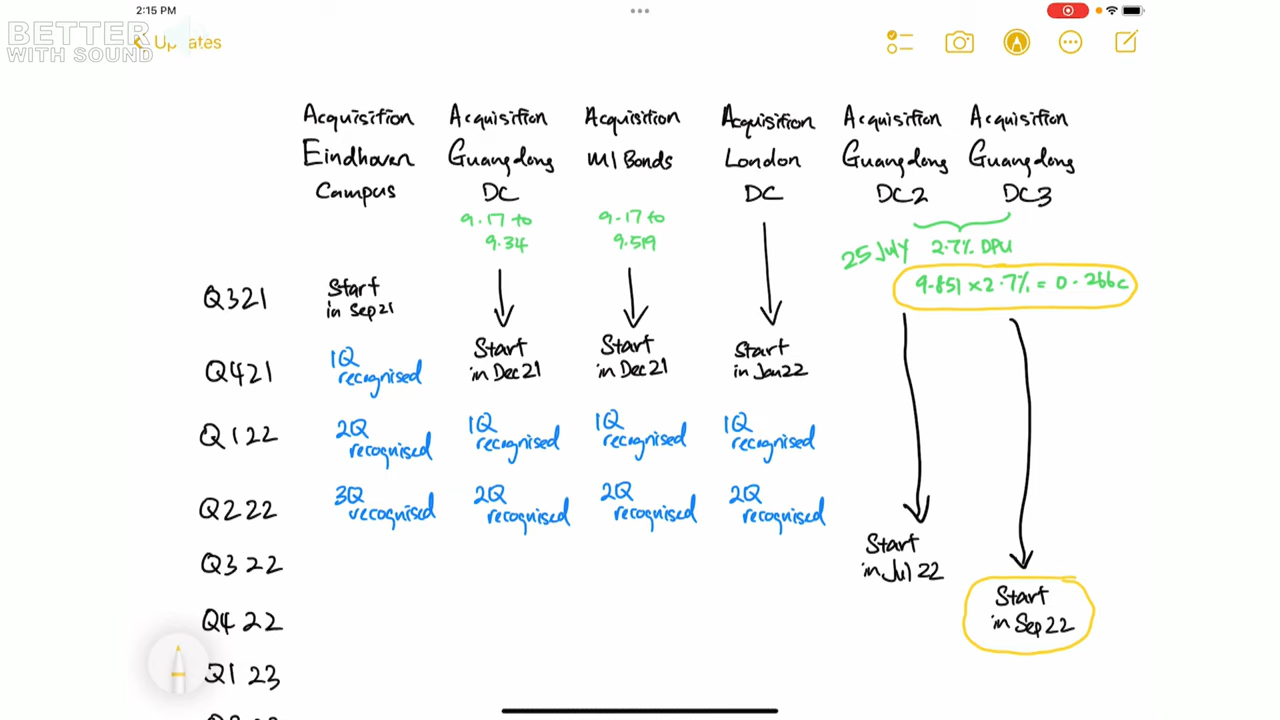 2:15 PM
BETTER
WITH SOUND
Updates
Acquisition Eindhoven Campus
Acquisition Guangdong DC
Acquisition M1 Bonds
Acquisition London DC
Acquisition Guangdong DC2
Acquisition Guangdong DC3
9.17 to 9.34
9.17 to 9.519
25 July
2.7% DPU
9.851 x 2.7% = 0.266c
Q321
Start in Sep21
Q421
1Q recognised
Start in Dec21
Start in Dec21
Start in Jan22
Q122
2Q recognised
1Q recognised
1Q recognised
1Q recognised
Q222
3Q recognised
2Q recognised
2Q recognised
2Q recognised
Q322
Start in Jul 22
Q422
Start in Sep22
Q123